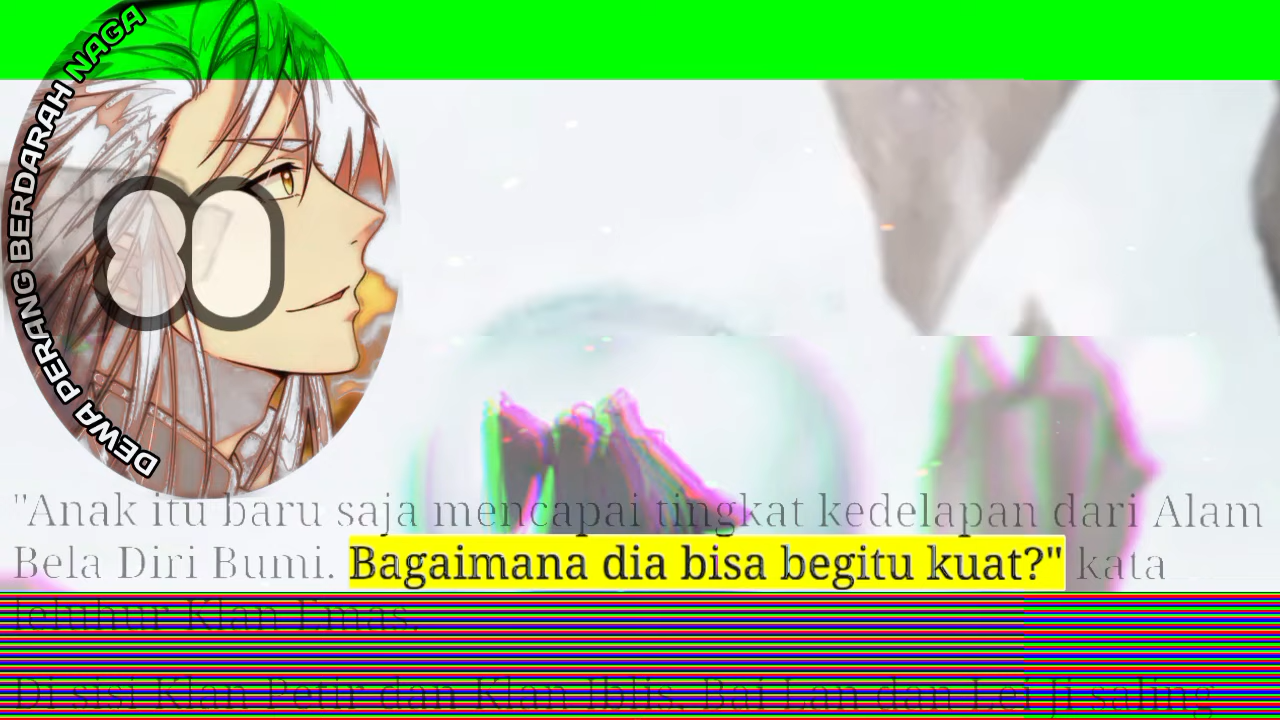 DEWA PERANG BERDARAH NAGA
80
"Anak itu baru saja mencapai tingkat kedelapan dari Alam
Bela Diri Bumi. Bagaimana dia bisa begitu kuat?" kata
leluhur Klan Emas.
Di sisi Klan Petir dan Klan Iblis, Bai Lan dan Lei Ji saling